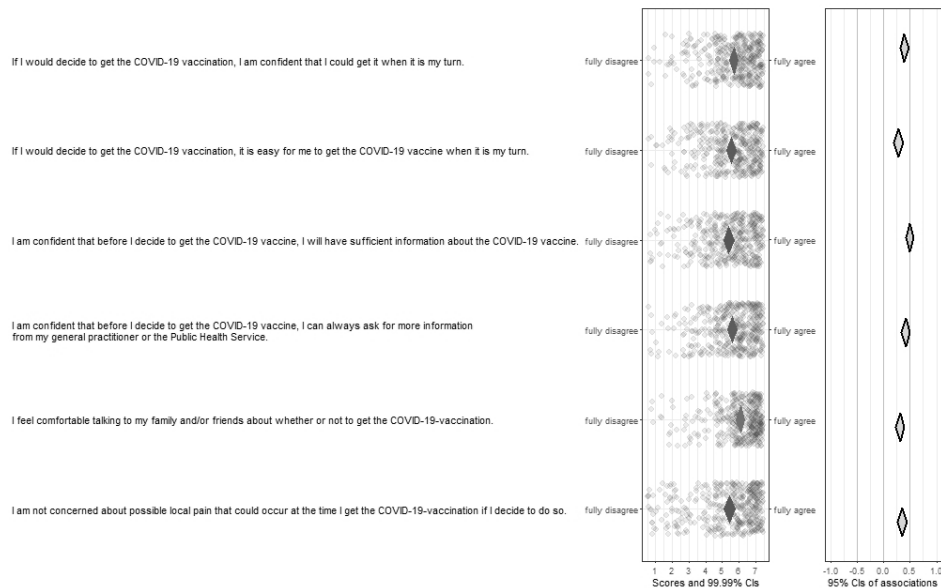 If I would decide to get the COVID-19 vaccination, I am confident that I could get it when it is my turn.
fully disagree
fully agree
If I would decide to get the COVID-19 vaccination, it is easy for me to get the COVID-19 vaccine when it is my turn.
fully disagree
fully agree
I am confident that before I decide to get the COVID-19 vaccine, I will have sufficient information about the COVID-19 vaccine.
fully disagree
fully agree
I am confident that before I decide to get the COVID-19 vaccine, I can always ask for more information
from my general practitioner or the Public Health Service.
fully disagree
fully agree
I feel comfortable talking to my family and/or friends about whether or not to get the COVID-19-vaccination.
fully disagree
fully agree
I am not concerned about possible local pain that could occur at the time I get the COVID-19-vaccination if I decide to do so.
fully disagree
fully agree
1 2 3 4 5 6 7
Scores and 99.99% CIs
-1.0 -0.5 0.0 0.5 1.0
95% CIs of associations